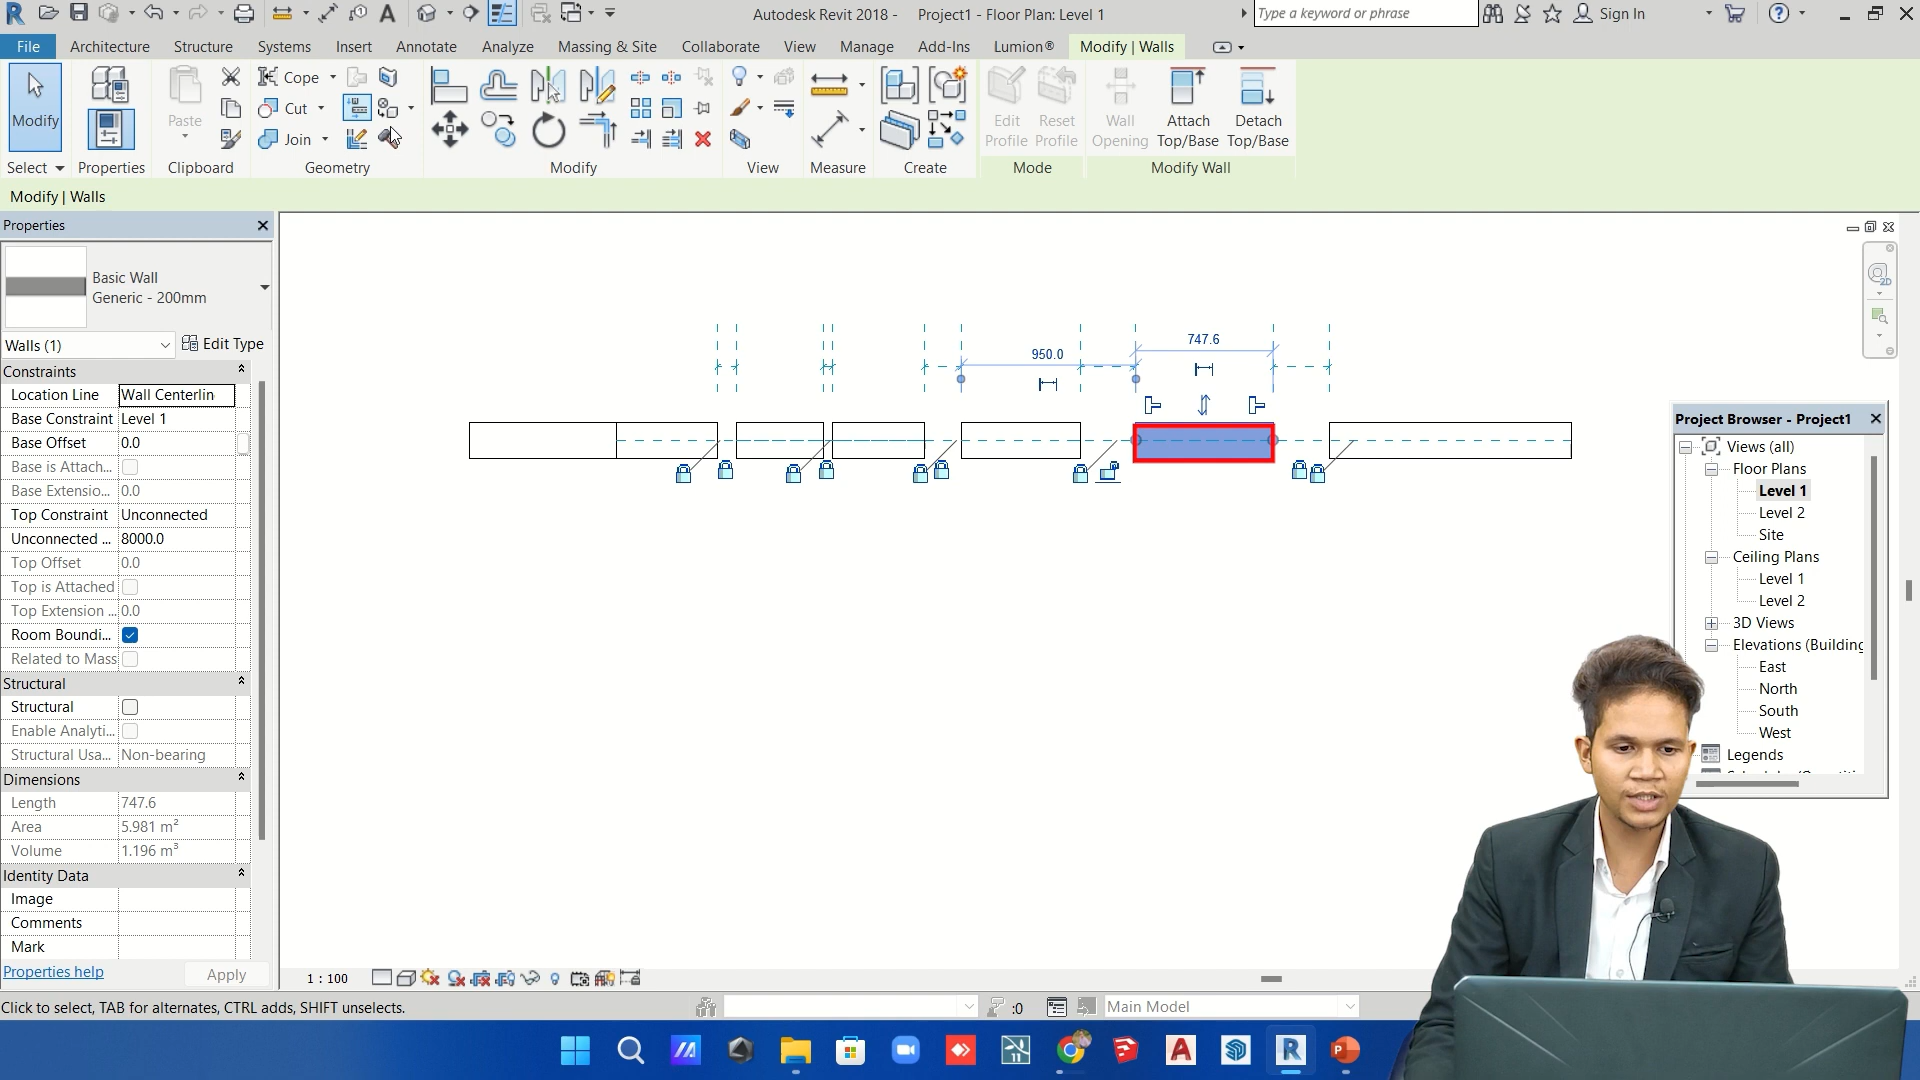 Autodesk Revit 2018 - Project1 - Floor Plan: Level 1
Type a keyword or phrase
Sign In
File Architecture Structure Systems Insert Annotate Analyze Massing & Site Collaborate View Manage Add-Ins Lumion® Modify | Walls
Modify
Paste
Cope
Cut
Join
Edit Profile
Reset Profile
Wall Opening
Attach Top/Base
Detach Top/Base
Select Properties Clipboard Geometry Modify View Measure Create Mode Modify Wall
Modify | Walls
Properties
Basic Wall
Generic - 200mm
Walls (1) Edit Type
Constraints
Location Line Wall Centerlin
Base Constraint Level 1
Base Offset 0.0
Base is Attach...
Base Extensio... 0.0
Top Constraint Unconnected
Unconnected ... 8000.0
Top Offset 0.0
Top is Attached
Top Extension ... 0.0
Room Boundi...
Related to Mass
Structural
Structural
Enable Analyti...
Structural Usa... Non-bearing
Dimensions
Length 747.6
Area 5.981 m²
Volume 1.196 m³
Identity Data
Image
Comments
Mark
Properties help Apply
950.0
747.6
2D
Project Browser - Project1
Views (all)
Floor Plans
Level 1
Level 2
Site
Ceiling Plans
Level 1
Level 2
3D Views
Elevations (Building
East
North
South
West
Legends
1 : 100
Click to select, TAB for alternates, CTRL adds, SHIFT unselects.
:0
Main Model
11